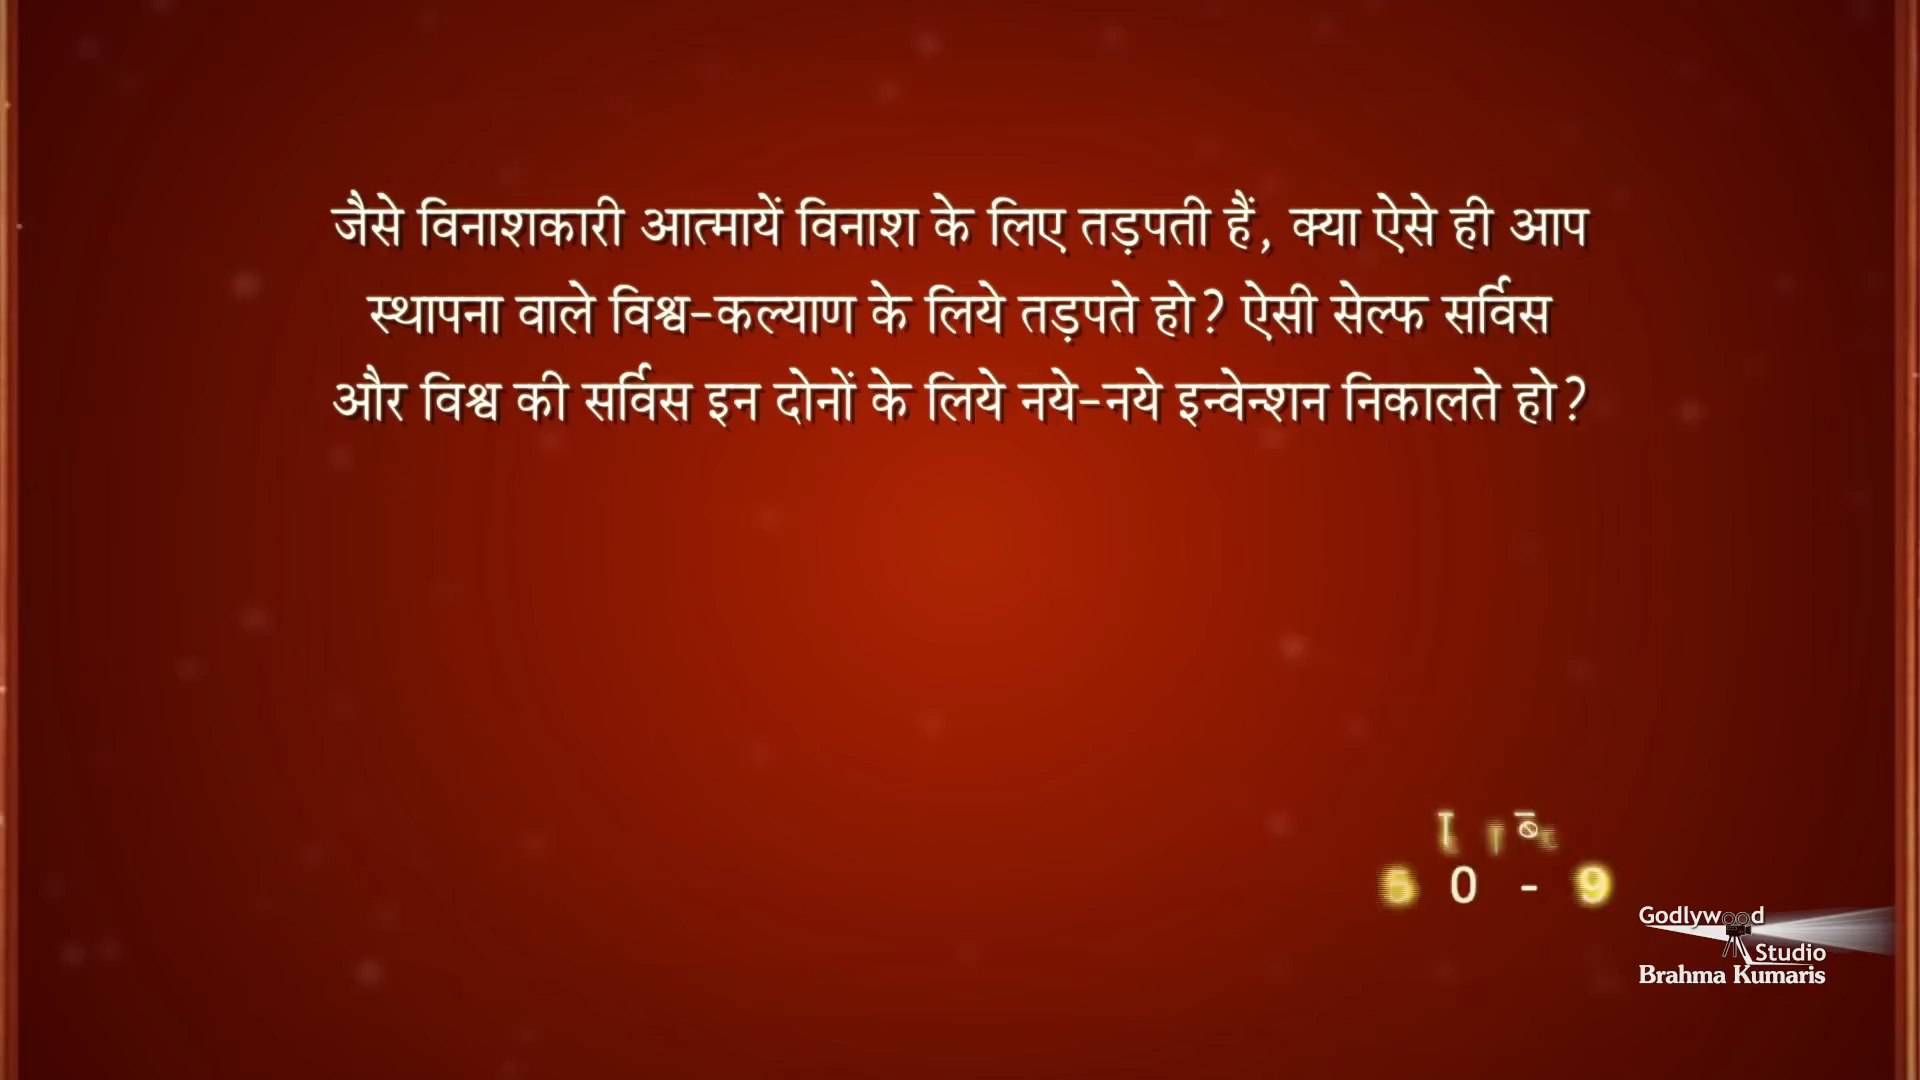 जैसे विनाशकारी आत्मायें विनाश के लिए तड़पती हैं, क्या ऐसे ही आप
स्थापना वाले विश्व-कल्याण के लिये तड़पते हो? ऐसी सेल्फ सर्विस
और विश्व की सर्विस इन दोनों के लिये नये-नये इन्वेन्शन निकालते हो?
Godlywood
Studio
Brahma Kumaris